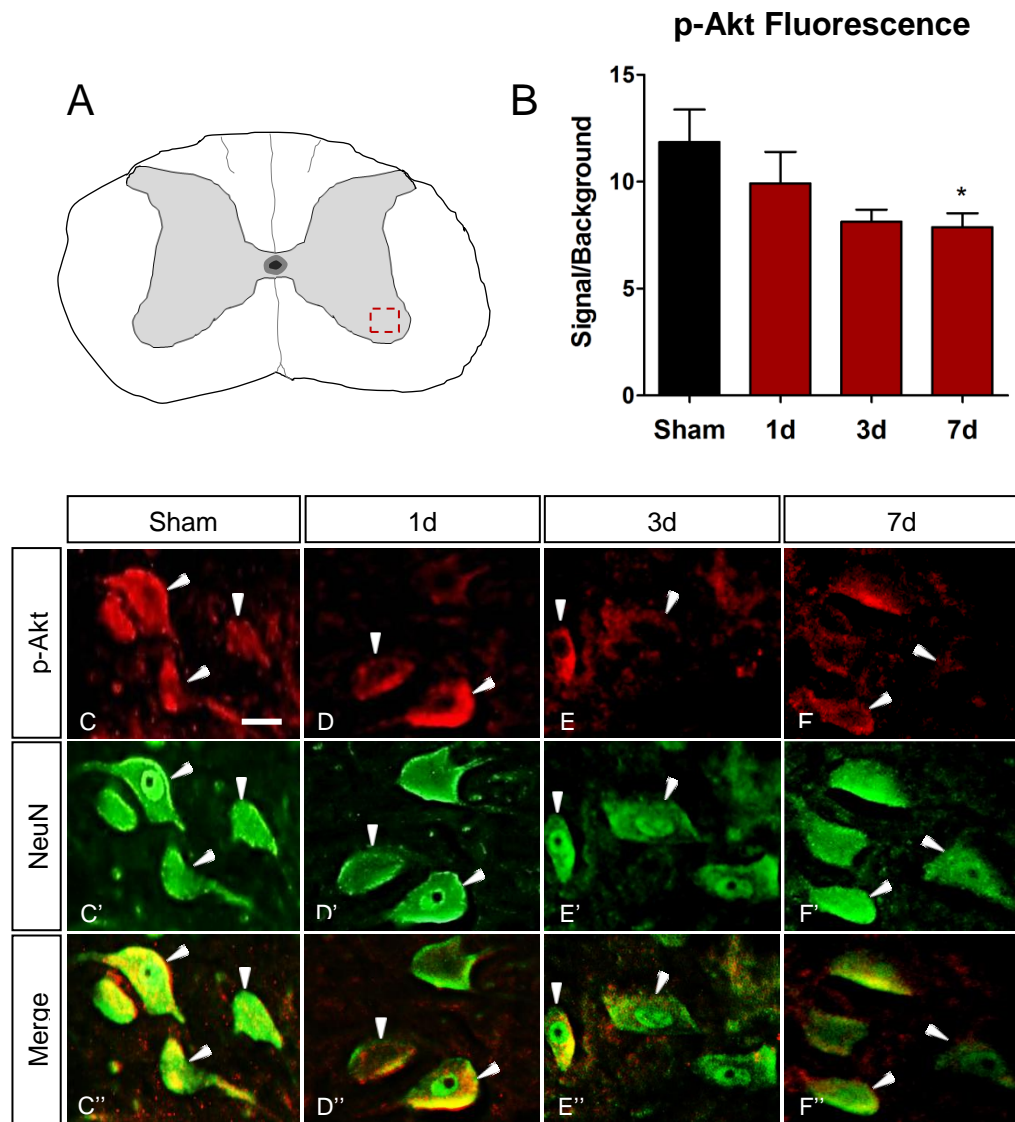 p-Akt Fluorescence
A
B
Signal/Background
15
10
5
0
*
Sham 1d 3d 7d
Sham 1d 3d 7d
p-Akt
C D E F
NeuN
C' D' E' F'
Merge
C'' D'' E'' F''